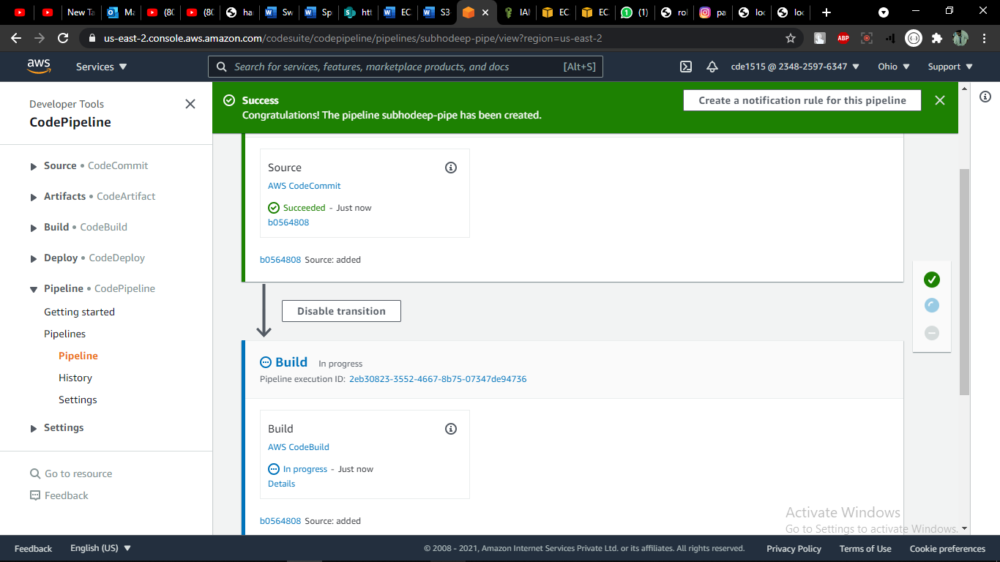 New Ta
Ma
(80
(80
ha
Sw
Sp
htt
EC
S3
IAI
EC
EC
(1)
rol
pa
loc
loc
us-east-2.console.aws.amazon.com/codesuite/codepipeline/pipelines/subhodeep-pipe/view?region=us-east-2
ABP
aws
Services
Search for services, features, marketplace products, and docs
[Alt+S]
cde1515 @ 2348-2597-6347
Ohio
Support
Developer Tools
CodePipeline
Success
Congratulations! The pipeline subhodeep-pipe has been created.
Create a notification rule for this pipeline
Source • CodeCommit
Artifacts • CodeArtifact
Build • CodeBuild
Deploy • CodeDeploy
Pipeline • CodePipeline
Getting started
Pipelines
Pipeline
History
Settings
Settings
Go to resource
Feedback
Source
AWS CodeCommit
Succeeded - Just now
b0564808
b0564808 Source: added
Disable transition
Build In progress
Pipeline execution ID: 2eb30823-3552-4667-8b75-07347de94736
Build
AWS CodeBuild
In progress - Just now
Details
b0564808 Source: added
Activate Windows
Go to Settings to activate Windows.
Feedback
English (US)
© 2008 - 2021, Amazon Internet Services Private Ltd. or its affiliates. All rights reserved.
Privacy Policy
Terms of Use
Cookie preferences